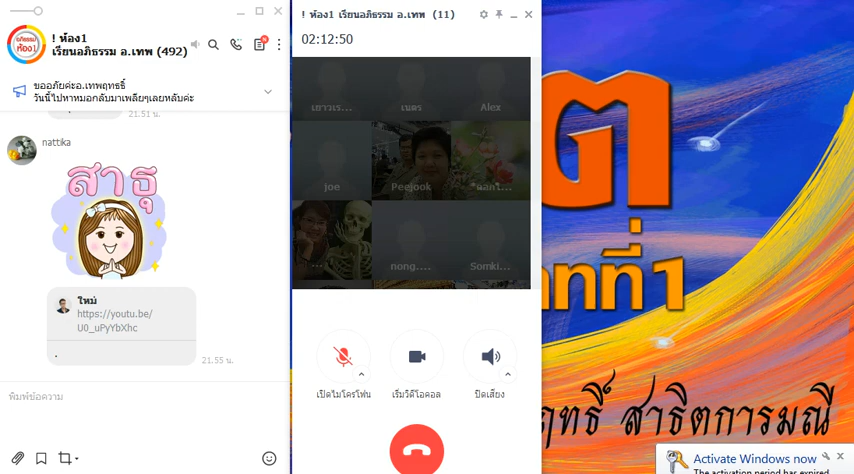 ! ห้อง1
เรียนอภิธรรม อ.เทพ (492)
ขออภัยค่ะอ.เทพฤทธิ์
วันนี้ไปหาหมอกลับมาเพลียๆเลยหลับค่ะ
21.51 น.
nattika
สาธุ
ใหม่
https://youtu.be/
U0_uPyYbXhc
.
21.55 น.
พิมพ์ข้อความ
! ห้อง1 เรียนอภิธรรม อ.เทพ (11)
02:12:50
เยาวเร...
เนตร
Alex
joe
Peejook
...
nong....
Somki...
เปิดไมโครโฟน
เริ่มวิดีโอคอล
ปิดเสียง
ที่ 1
ฤทธิ์ สาธิตการมณี
Activate Windows now
The activation period has expired